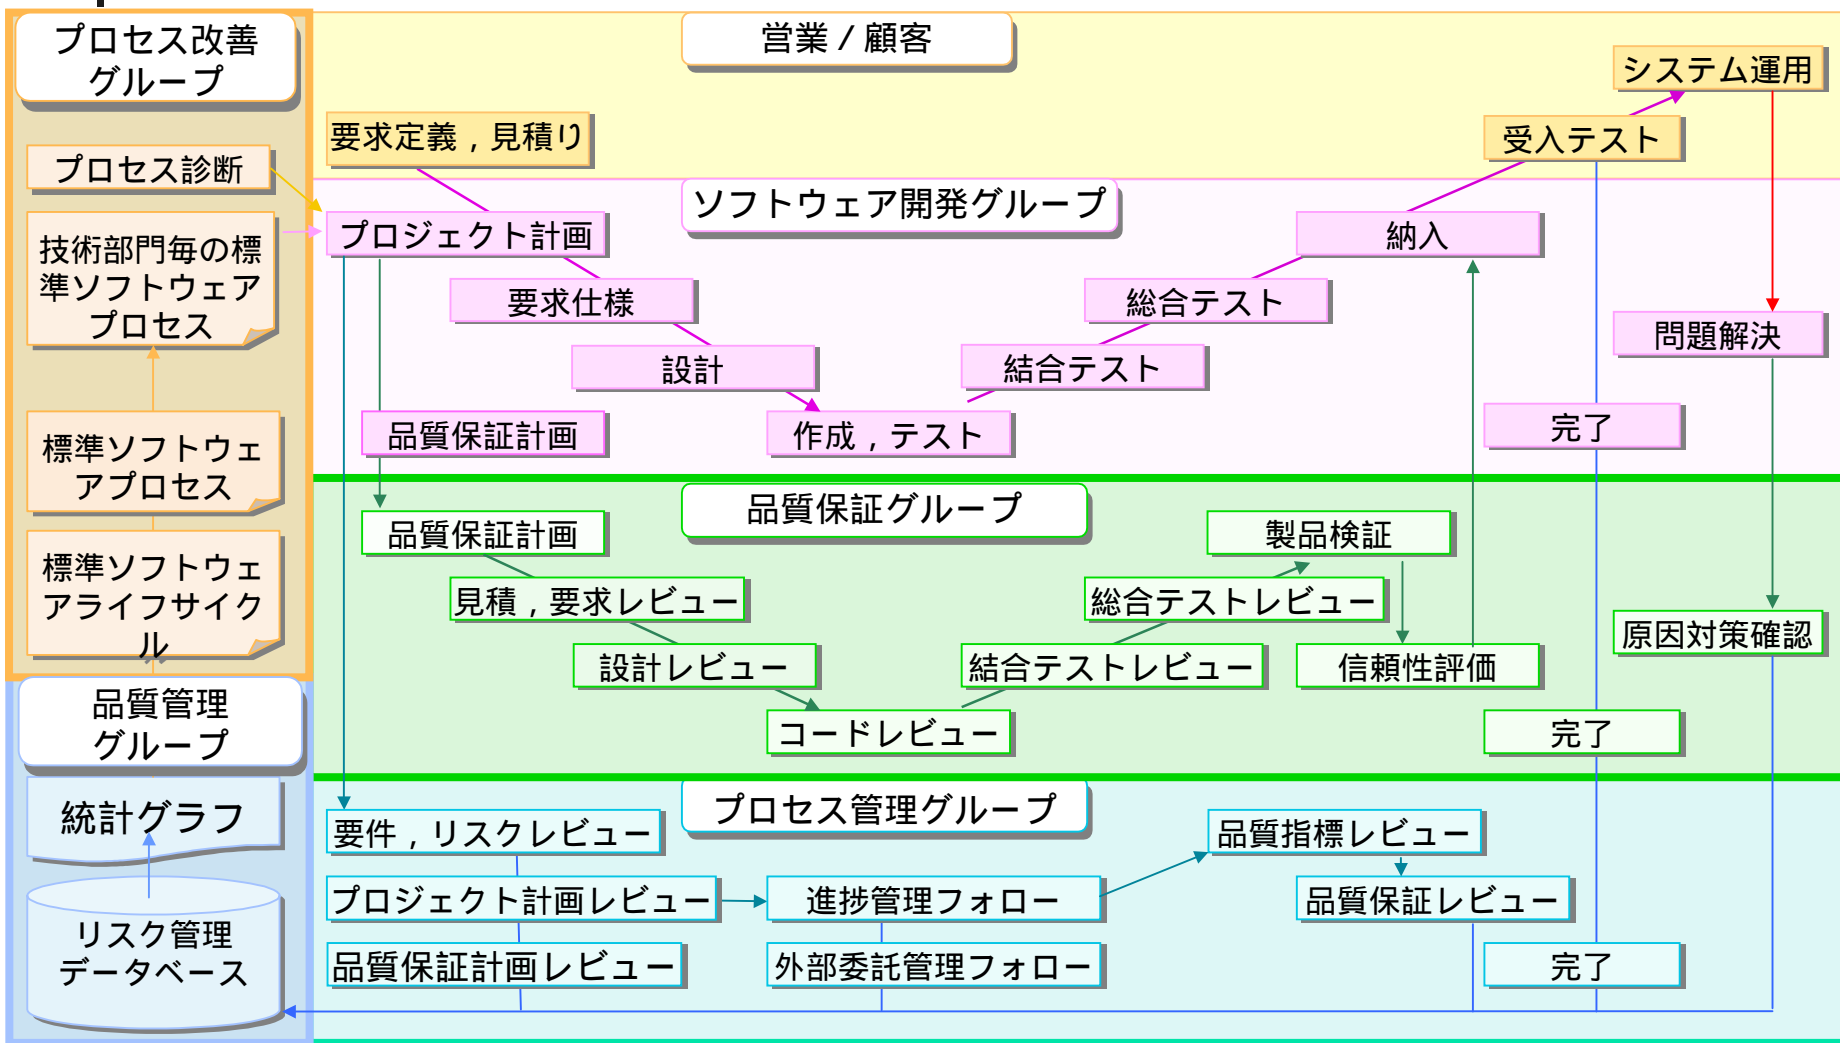 プロセス改善
グループ
プロセス診断
技術部門毎の標
準ソフトウェア
プロセス
標準ソフトウェ
アプロセス
標準ソフトウェ
アライフサイク
ル
品質管理
グループ
統計グラフ
リスク管理
データベース
営業 / 顧客
システム運用
要求定義 , 見積り
受入テスト
ソフトウェア開発グループ
プロジェクト計画
納入
要求仕様
総合テスト
問題解決
設計
結合テスト
品質保証計画
作成 , テスト
完了
品質保証グループ
品質保証計画
製品検証
見積 , 要求レビュー
総合テストレビュー
原因対策確認
設計レビュー
結合テストレビュー
信頼性評価
コードレビュー
完了
プロセス管理グループ
要件 , リスクレビュー
品質指標レビュー
プロジェクト計画レビュー
進捗管理フォロー
品質保証レビュー
品質保証計画レビュー
外部委託管理フォロー
完了